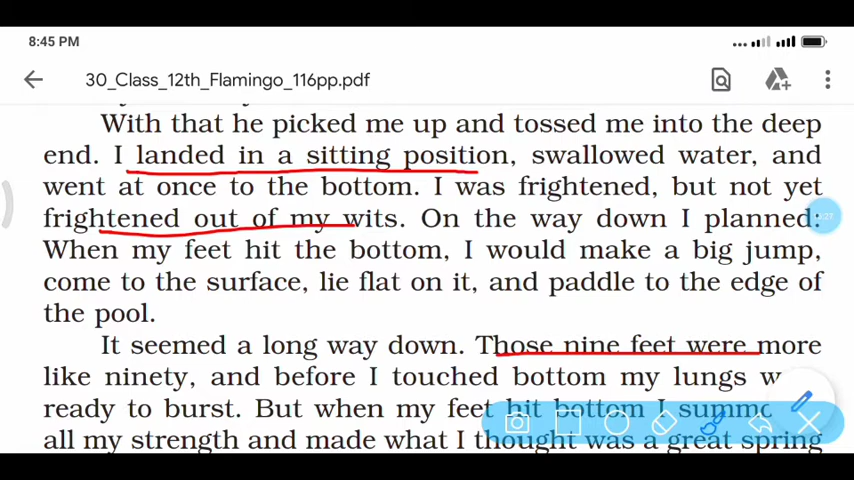 8:45 PM
30_Class_12th_Flamingo_116pp.pdf
With that he picked me up and tossed me into the deep
end. I landed in a sitting position, swallowed water, and
went at once to the bottom. I was frightened, but not yet
frightened out of my wits. On the way down I planned:
When my feet hit the bottom, I would make a big jump,
come to the surface, lie flat on it, and paddle to the edge of
the pool.
It seemed a long way down. Those nine feet were more
like ninety, and before I touched bottom my lungs
ready to burst. But when my feet hit bottom I
all my strength and made what I thought was a great spring